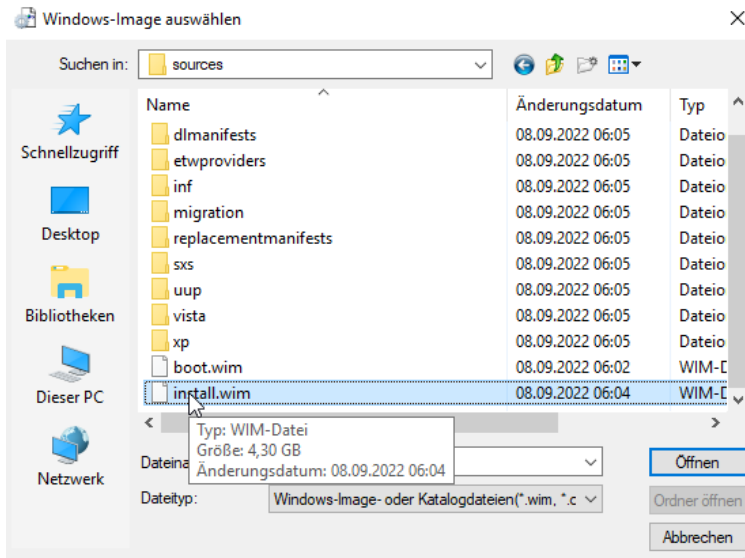 Windows-Image auswählen
Suchen in: sources
Name Änderungsdatum Typ
Schnellzugriff
Desktop
Bibliotheken
Dieser PC
Netzwerk
dlmanifests 08.09.2022 06:05 Dateio
etwproviders 08.09.2022 06:05 Dateio
inf 08.09.2022 06:05 Dateio
migration 08.09.2022 06:05 Dateio
replacementmanifests 08.09.2022 06:05 Dateio
sxs 08.09.2022 06:05 Dateio
uup 08.09.2022 06:05 Dateio
vista 08.09.2022 06:05 Dateio
xp 08.09.2022 06:05 Dateio
boot.wim 08.09.2022 06:02 WIM-D
install.wim 08.09.2022 06:04 WIM-D
Typ: WIM-Datei
Größe: 4,30 GB
Änderungsdatum: 08.09.2022 06:04
Dateina
Öffnen
Dateityp: Windows-Image- oder Katalogdateien(*.wim, *.c
Ordner öffnen
Abbrechen